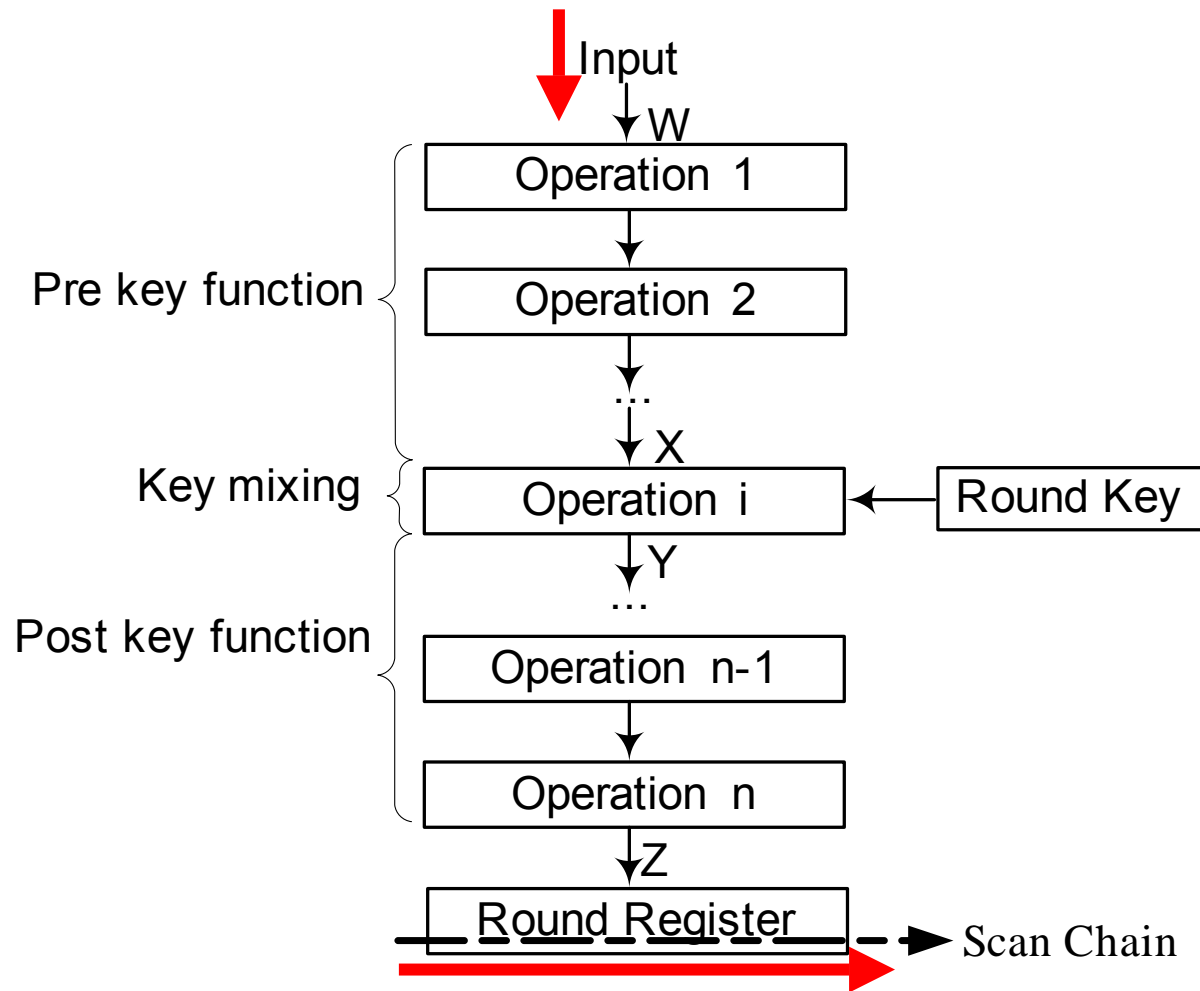 Input
W
Operation 1
Pre key function
Operation 2
...
X
Key mixing
Operation i
Round Key
Y
...
Post key function
Operation n-1
Operation n
Z
Round Register
Scan Chain